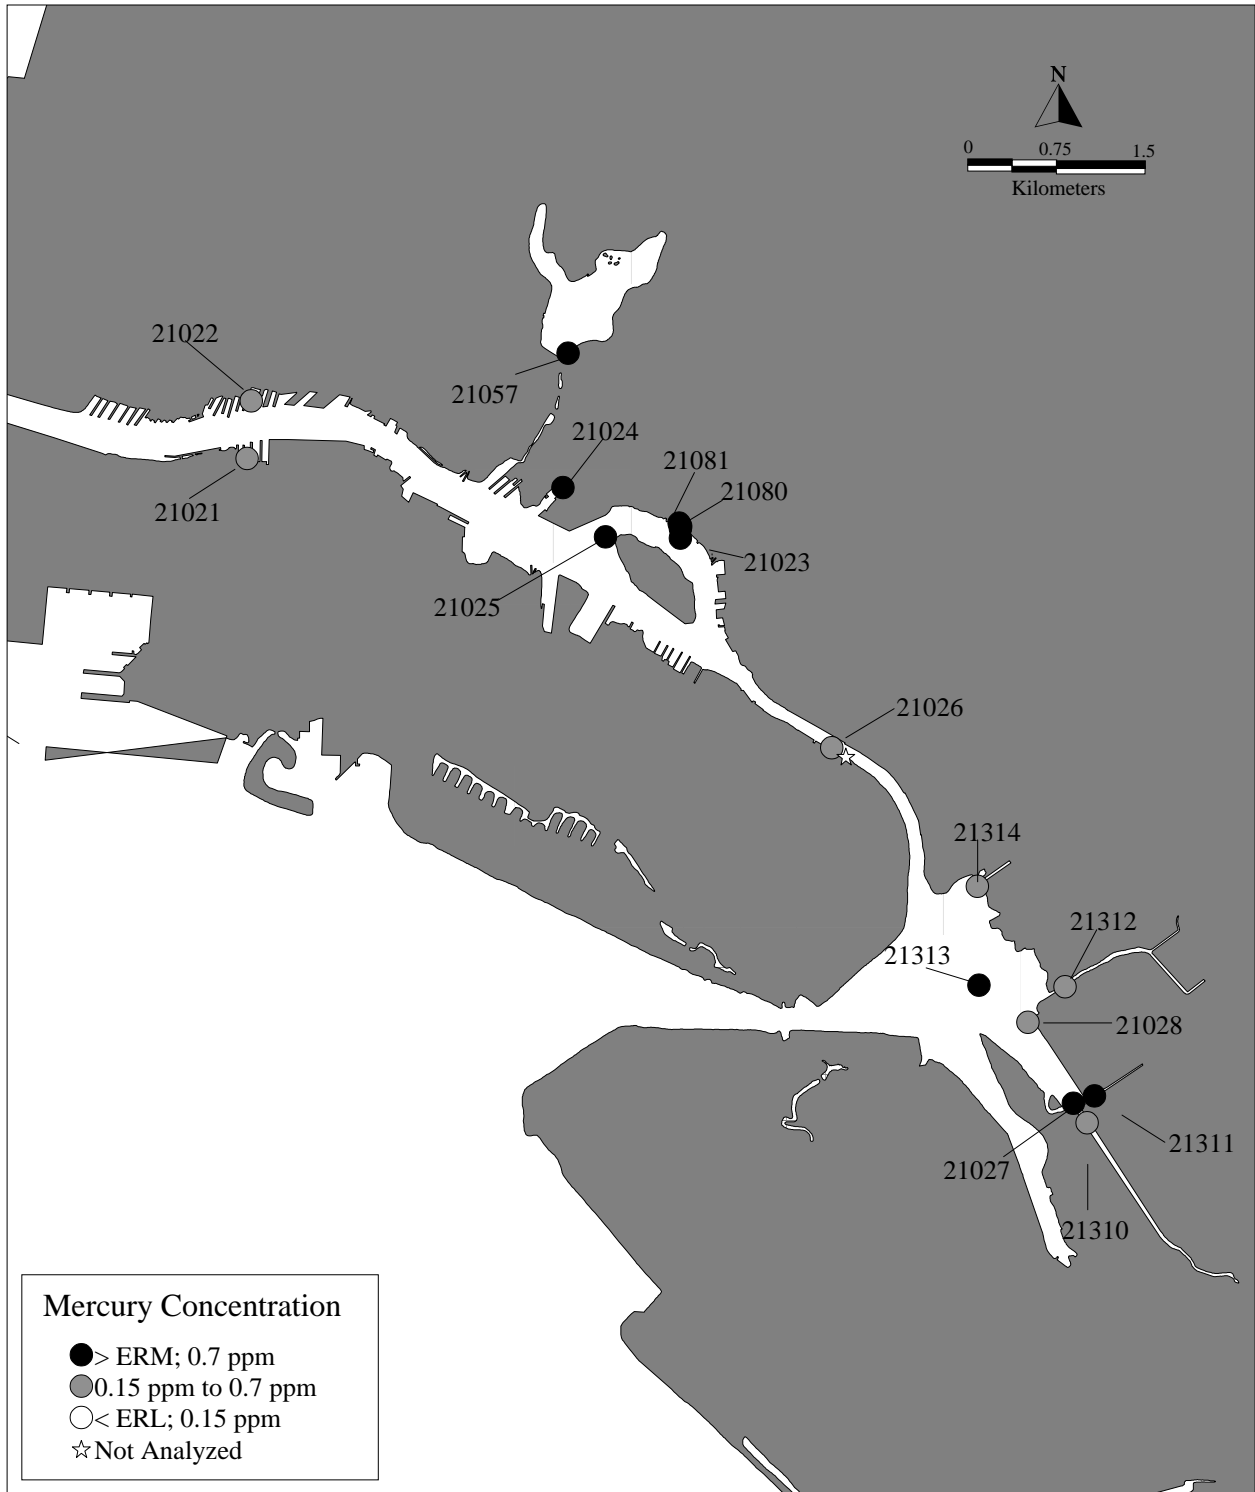 N
0 0.75 1.5
Kilometers
21022
21057
21024
21081
21080
21021
21023
21025
21026
21314
21312
21313
21028
21311
21027
21310
Mercury Concentration
> ERM; 0.7 ppm
0.15 ppm to 0.7 ppm
< ERL; 0.15 ppm
Not Analyzed